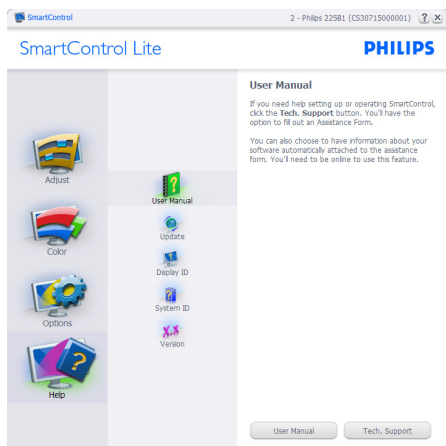 SmartControl
2 - Philips 225B1 (CS30715000001)
SmartControl Lite
PHILIPS
Adjust
Color
Options
Help
User Manual
Update
Display ID
System ID
X.X
Version
User Manual
If you need help setting up or operating SmartControl,
click the Tech. Support button. You'll have the
option to fill out an Assistance Form.
You can also choose to have information about your
software automatically attached to the assistance
form. You'll need to be online to use this feature.
User Manual
Tech. Support